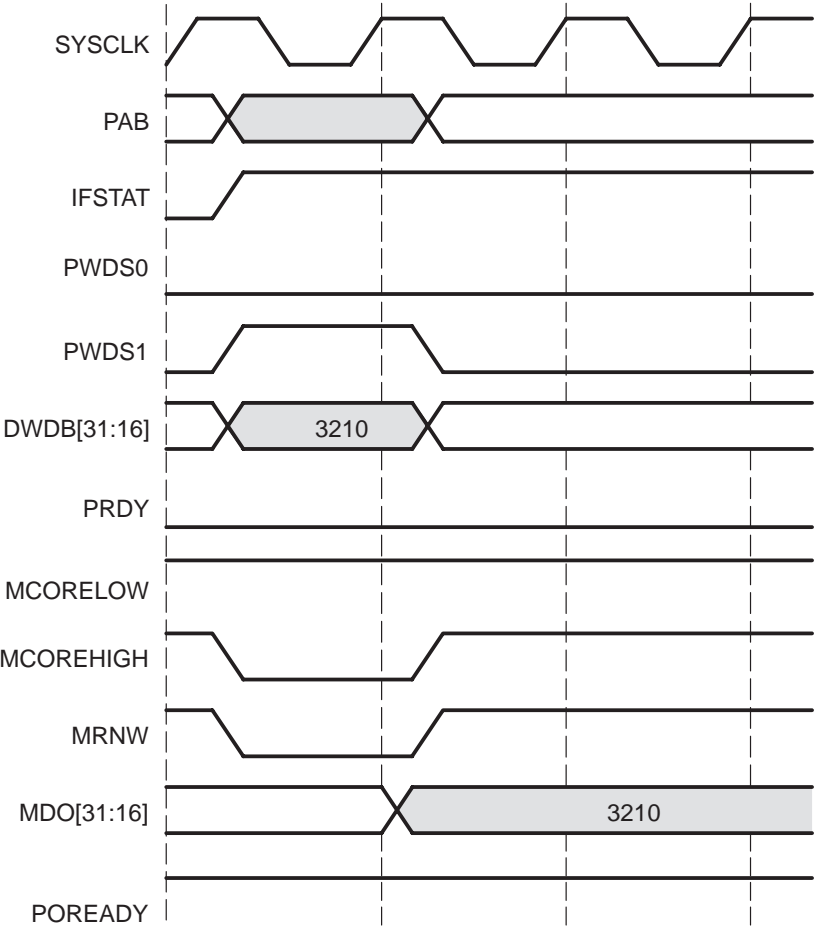 SYSCLK
PAB
IFSTAT
PWDS0
PWDS1
DWDB[31:16] 3210
PRDY
MCORELOW
MCOREHIGH
MRNW
MDO[31:16] 3210
POREADY